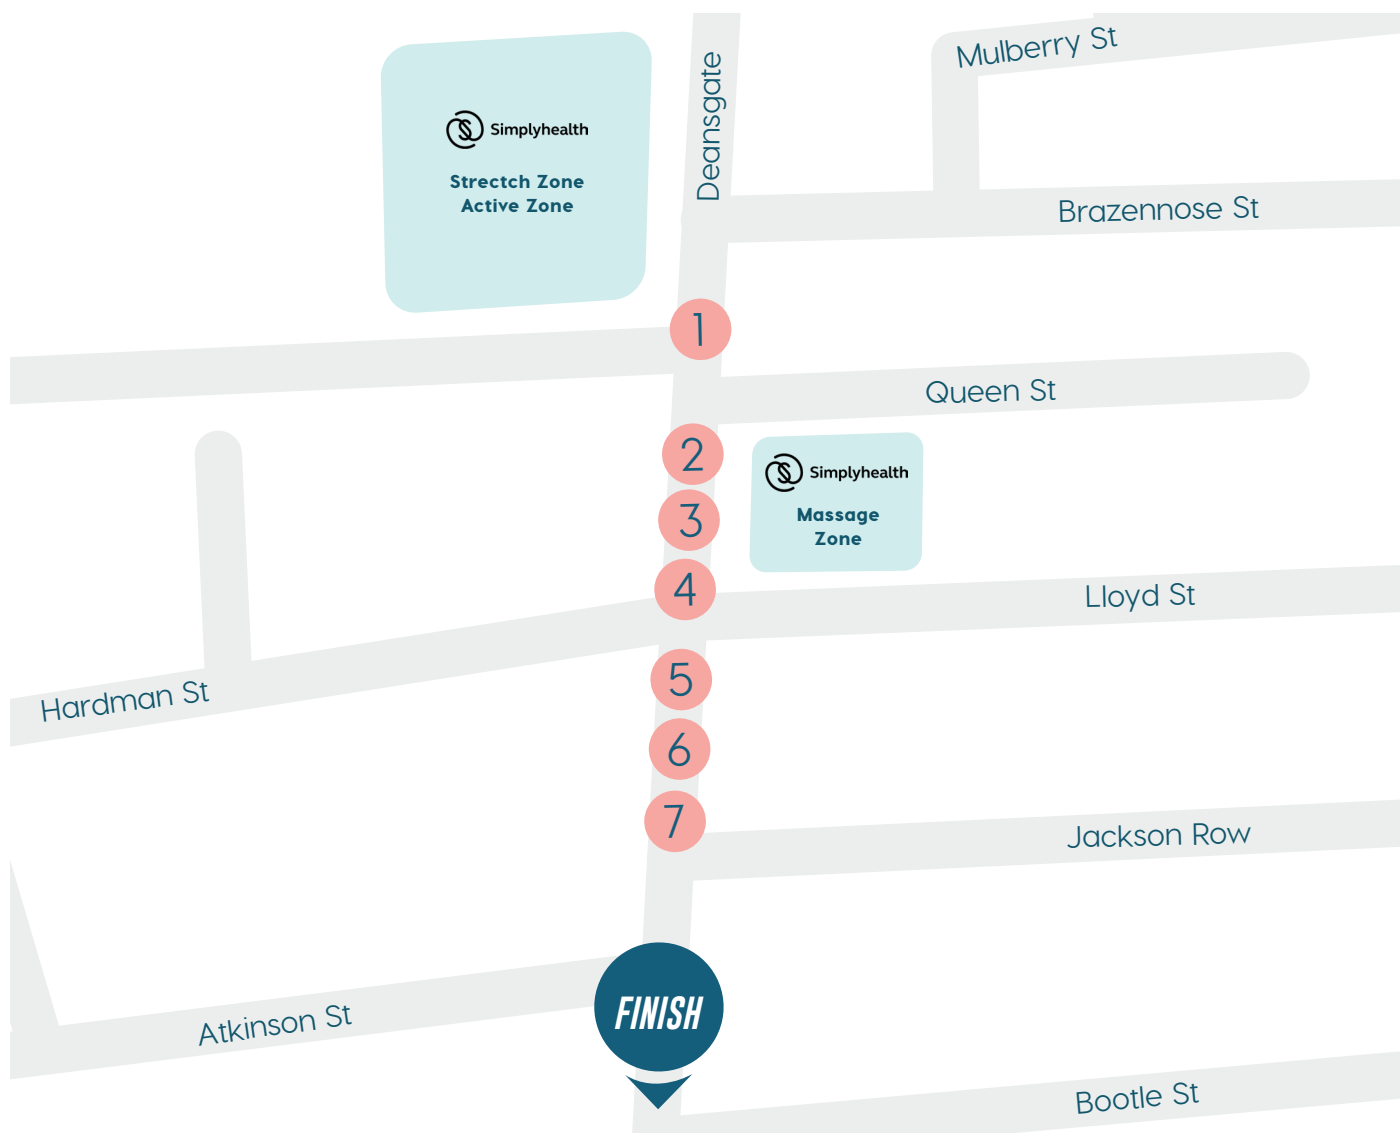 Mulberry St
Deansgate
Simplyhealth
Strectch Zone
Active Zone
Brazennose St
1
Queen St
2
Simplyhealth
3
Massage
Zone
4
Lloyd St
5
Hardman St
6
7
Jackson Row
FINISH
Atkinson St
Bootle St